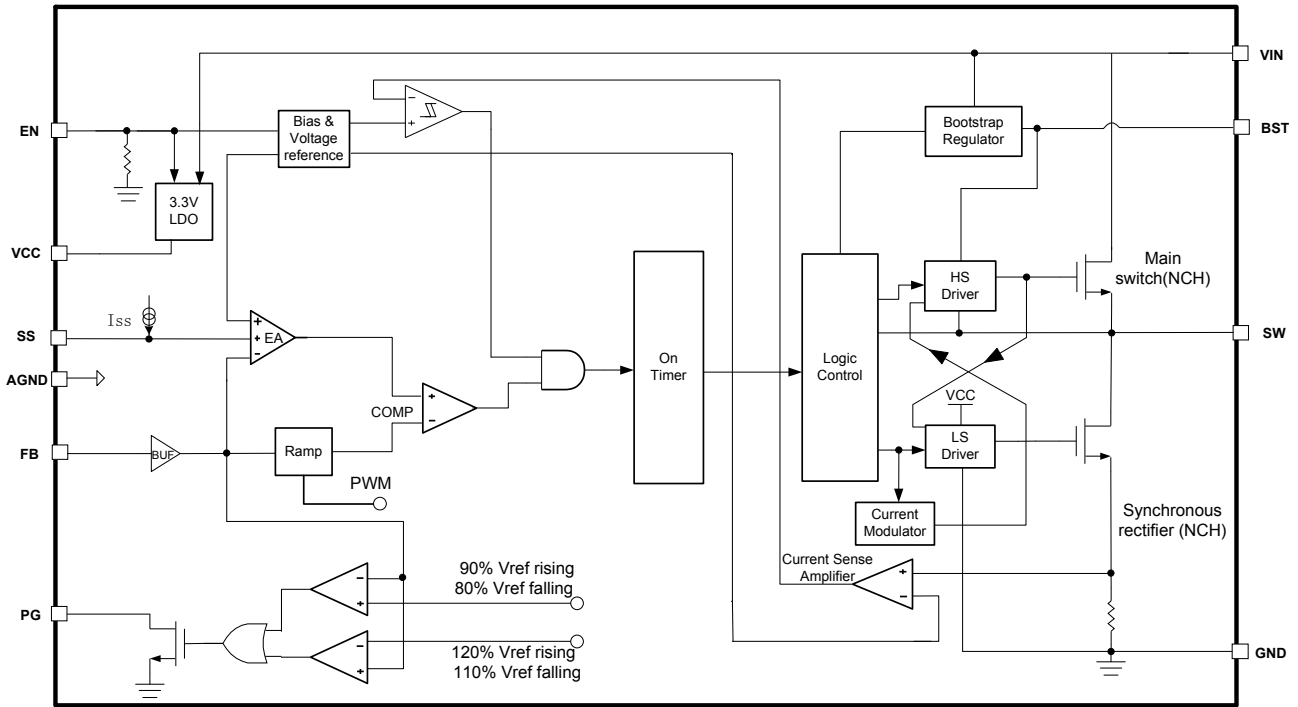 VIN
EN
Bias &
Voltage
reference
−
+
Bootstrap
Regulator
BST
3.3V
LDO
VCC
HS
Driver
Main
switch(NCH)
Iss
SS
+
+
−
EA
On
Timer
Logic
Control
SW
AGND
COMP
+
−
VCC
LS
Driver
FB
BUF
Ramp
PWM
Current
Modulator
Synchronous
rectifier (NCH)
Current Sense
Amplifier
+
−
90% Vref rising
80% Vref falling
−
+
PG
−
+
120% Vref rising
110% Vref falling
GND